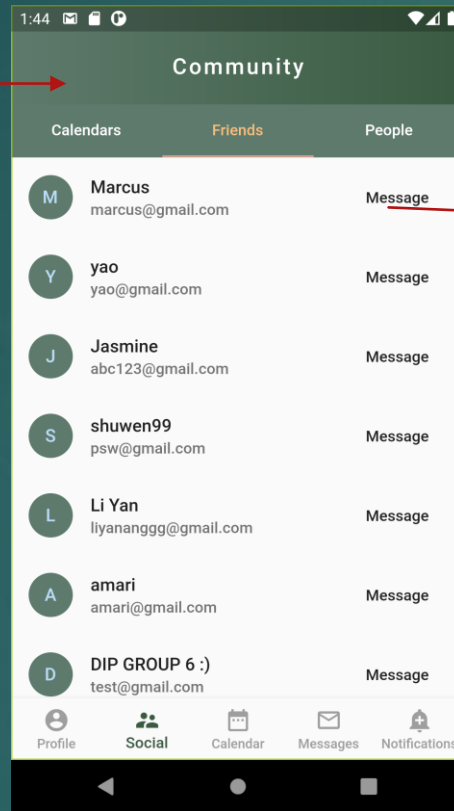 1:44
Community
Calendars Friends People
M Marcus Message
marcus@gmail.com
Y yao Message
yao@gmail.com
J Jasmine Message
abc123@gmail.com
S shuwen99 Message
psw@gmail.com
L Li Yan Message
liyananggg@gmail.com
A amari Message
amari@gmail.com
D DIP GROUP 6 :) Message
test@gmail.com
Profile Social Calendar Messages Notifications